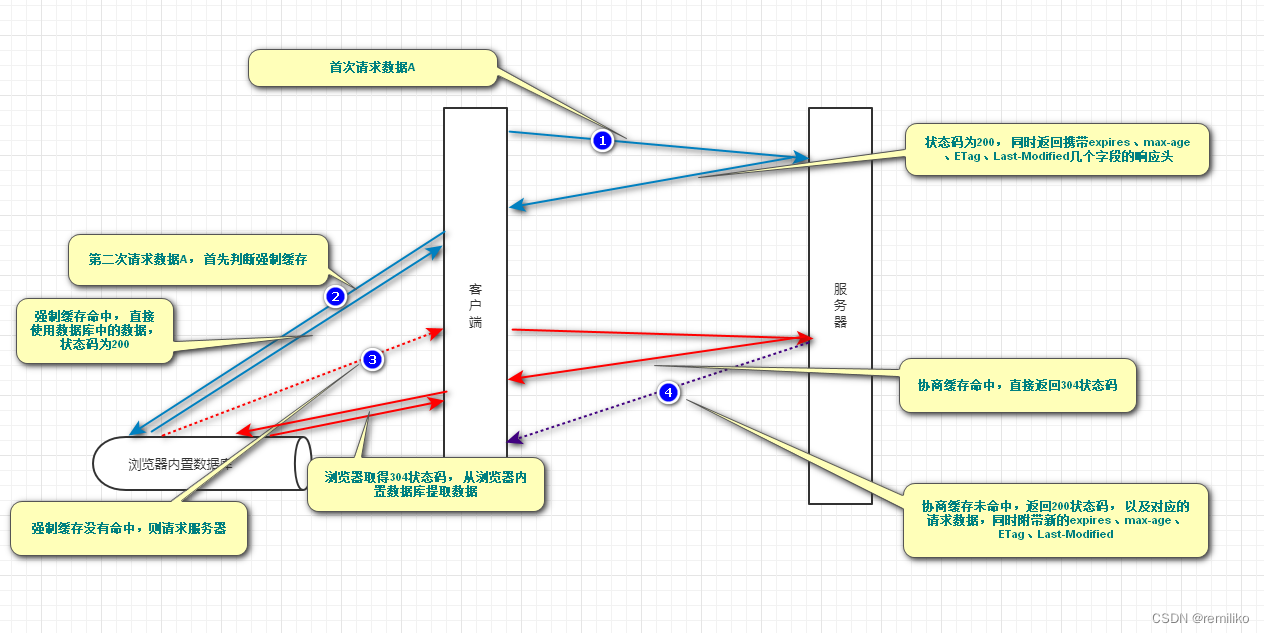 首次请求数据A
1
状态码为200， 同时返回携带expires、max-age
、ETag、Last-Modified几个字段的响应头
第二次请求数据A， 首先判断强制缓存
2
强制缓存命中， 直接
使用数据库中的数据，
状态码为200
客
户
端
服
务
器
3
4
协商缓存命中，直接返回304状态码
浏览器内置数据库
浏览器取得304状态码， 从浏览器内
置数据库提取数据
强制缓存没有命中，则请求服务器
协商缓存未命中，返回200状态码， 以及对应的
请求数据，同时附带新的expires、max-age、
ETag、Last-Modified
CSDN @remiliko